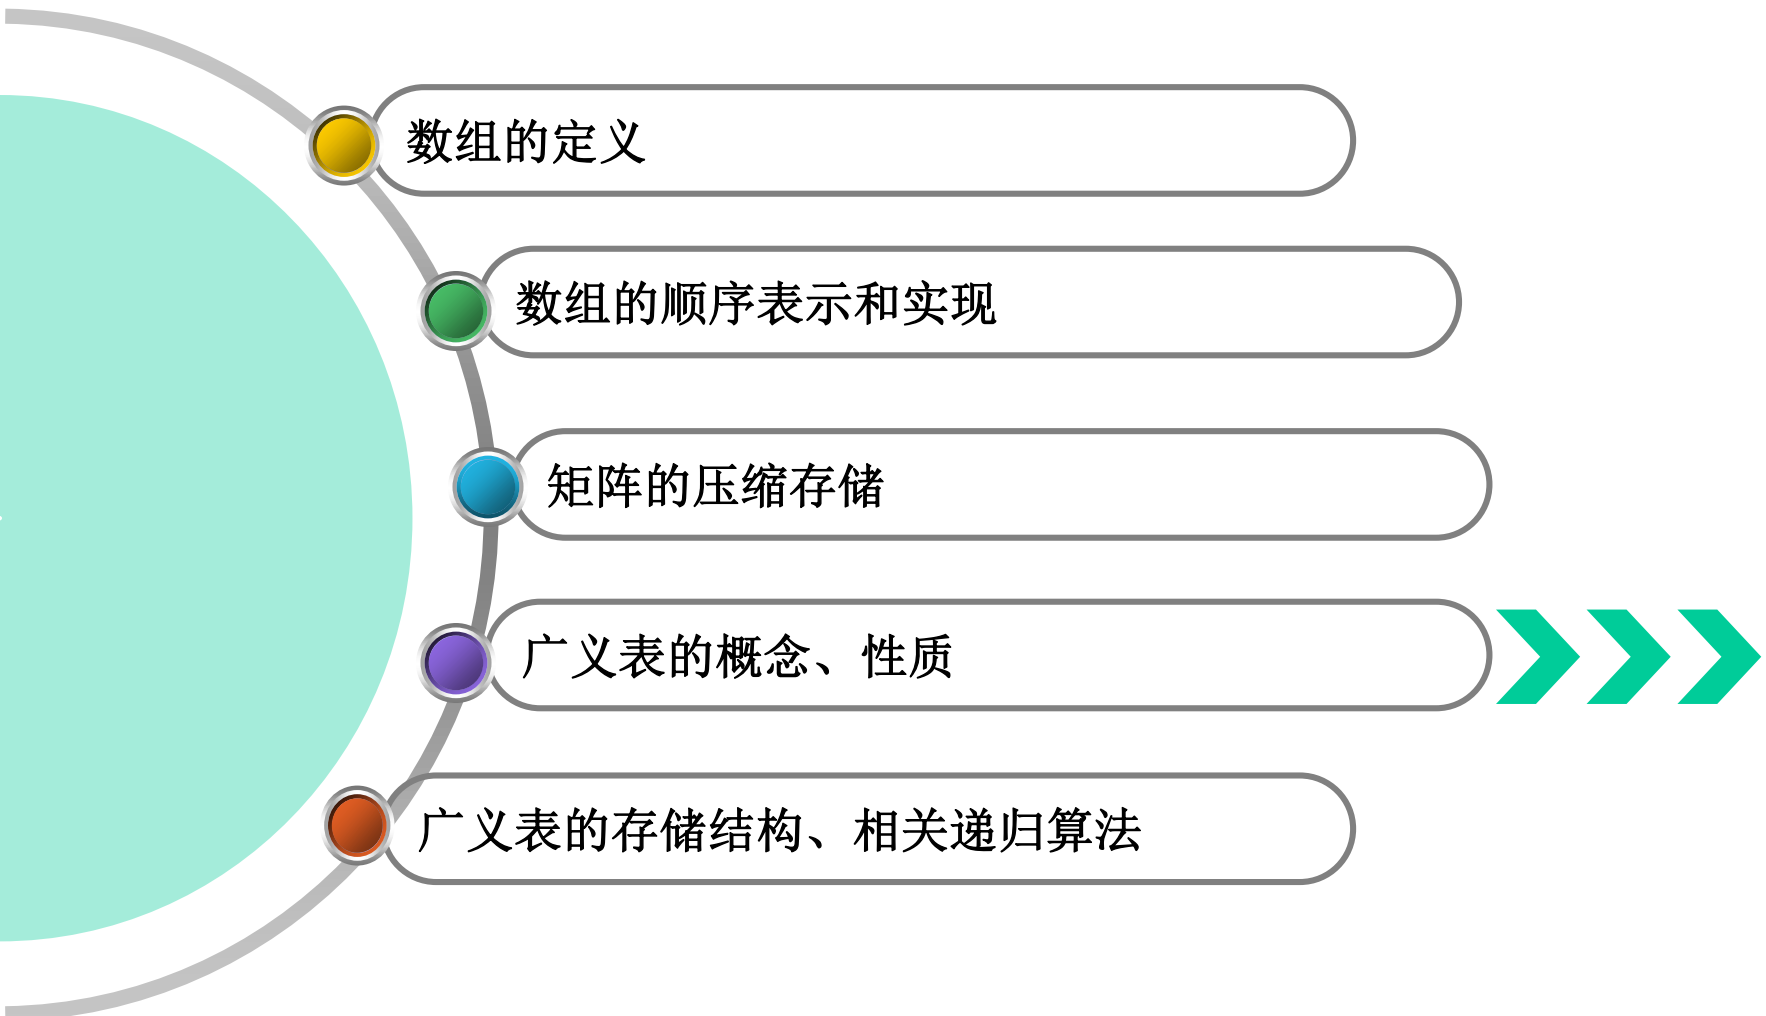 数组的定义
数组的顺序表示和实现
矩阵的压缩存储
广义表的概念、性质
广义表的存储结构、相关递归算法